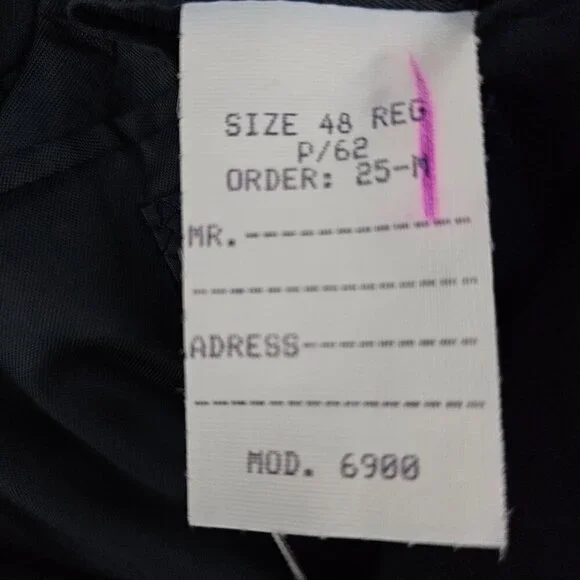 SIZE 48 REG
P/62
ORDER: 25-M
MR.
ADRESS
MOD. 6900